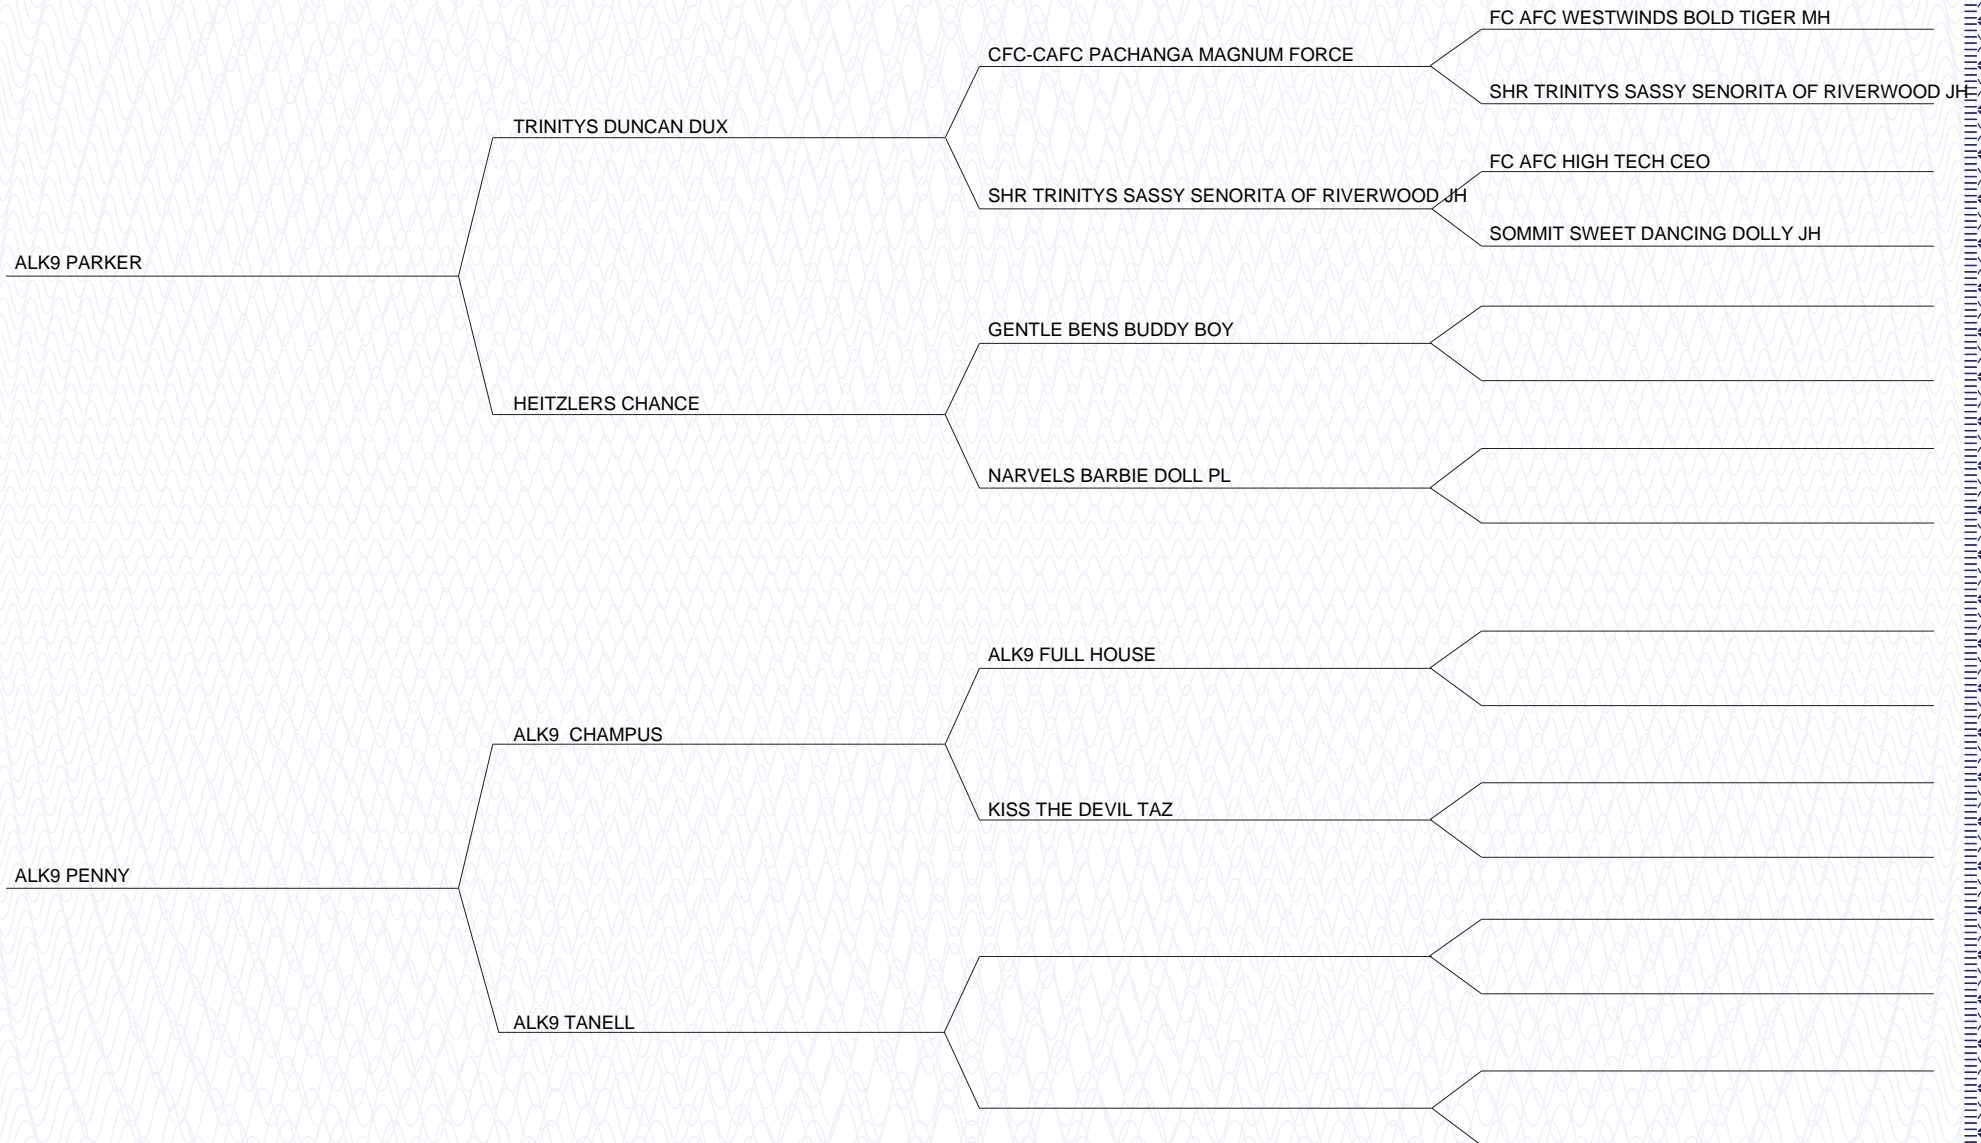 FC AFC WESTWINDS BOLD TIGER MH
CFC-CAFC PACHANGA MAGNUM FORCE
SHR TRINITYS SASSY SENORITA OF RIVERWOOD JH
TRINITYS DUNCAN DUX
FC AFC HIGH TECH CEO
SHR TRINITYS SASSY SENORITA OF RIVERWOOD JH
SOMMIT SWEET DANCING DOLLY JH
ALK9 PARKER
GENTLE BENS BUDDY BOY
HEITZLERS CHANCE
NARVELS BARBIE DOLL PL
ALK9 FULL HOUSE
ALK9  CHAMPUS
KISS THE DEVIL TAZ
ALK9 PENNY
ALK9 TANELL